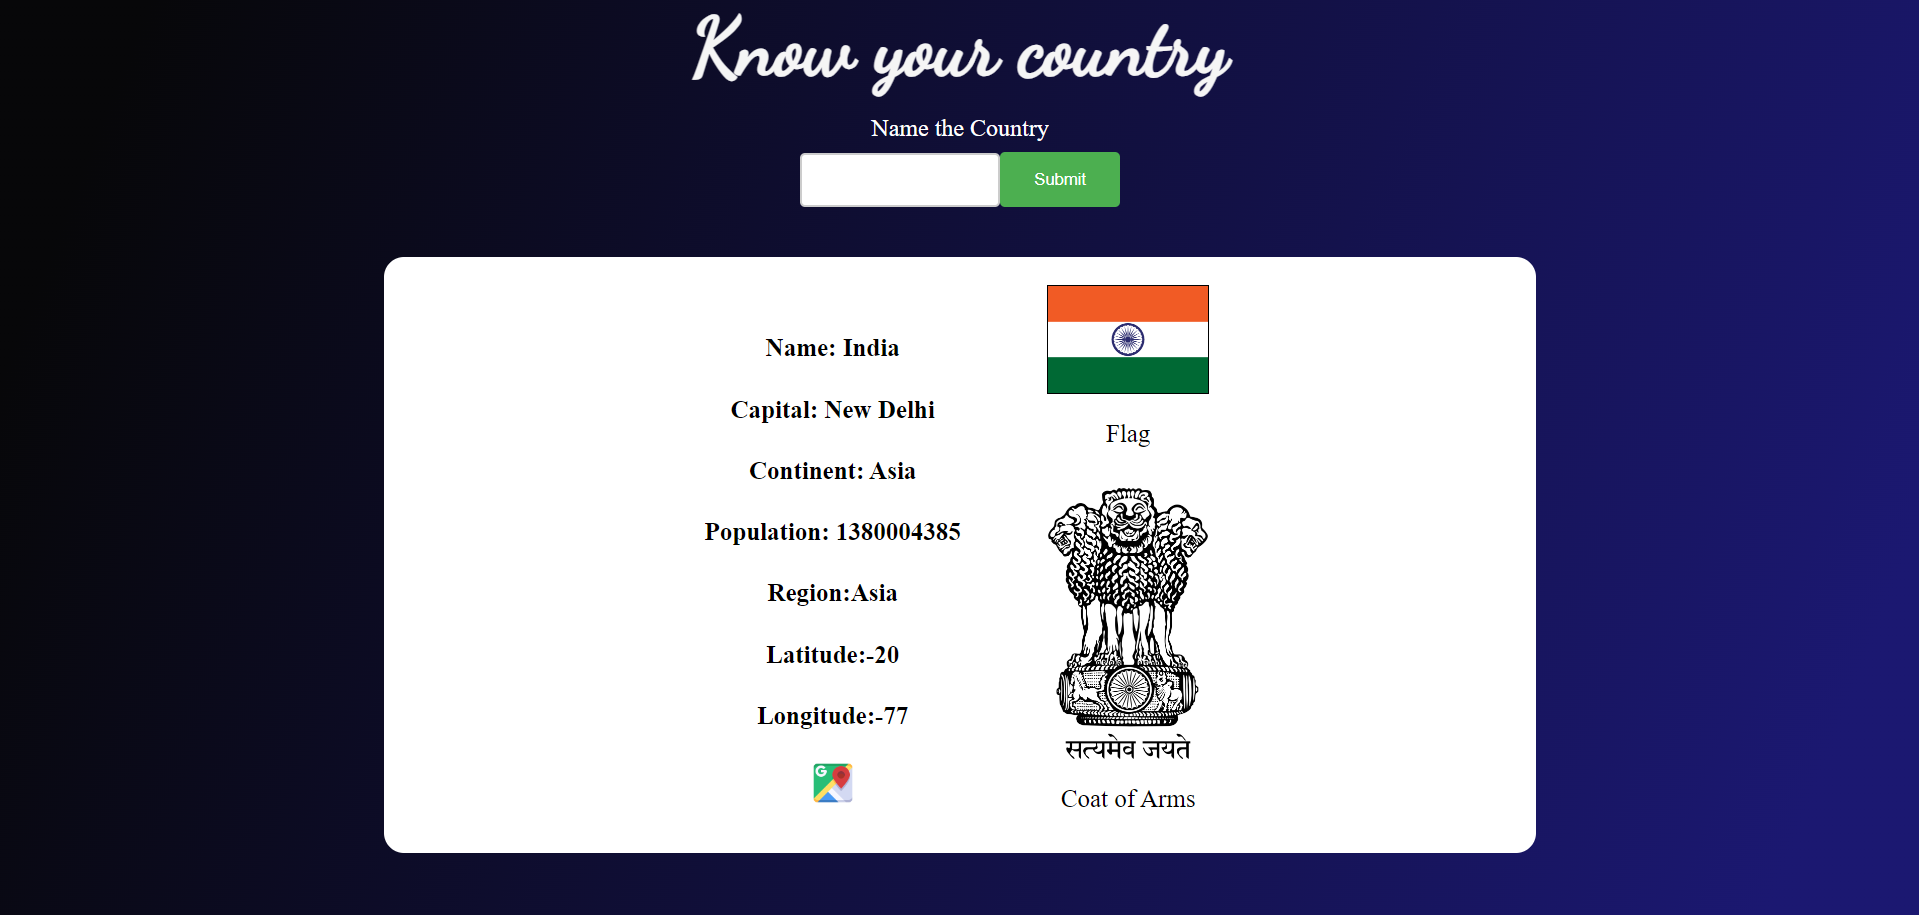 Know your country
Name the Country
Submit
Name: India
Capital: New Delhi
Continent: Asia
Population: 1380004385
Region:Asia
Latitude:-20
Longitude:-77
G
Flag
सत्यमेव जयते
Coat of Arms